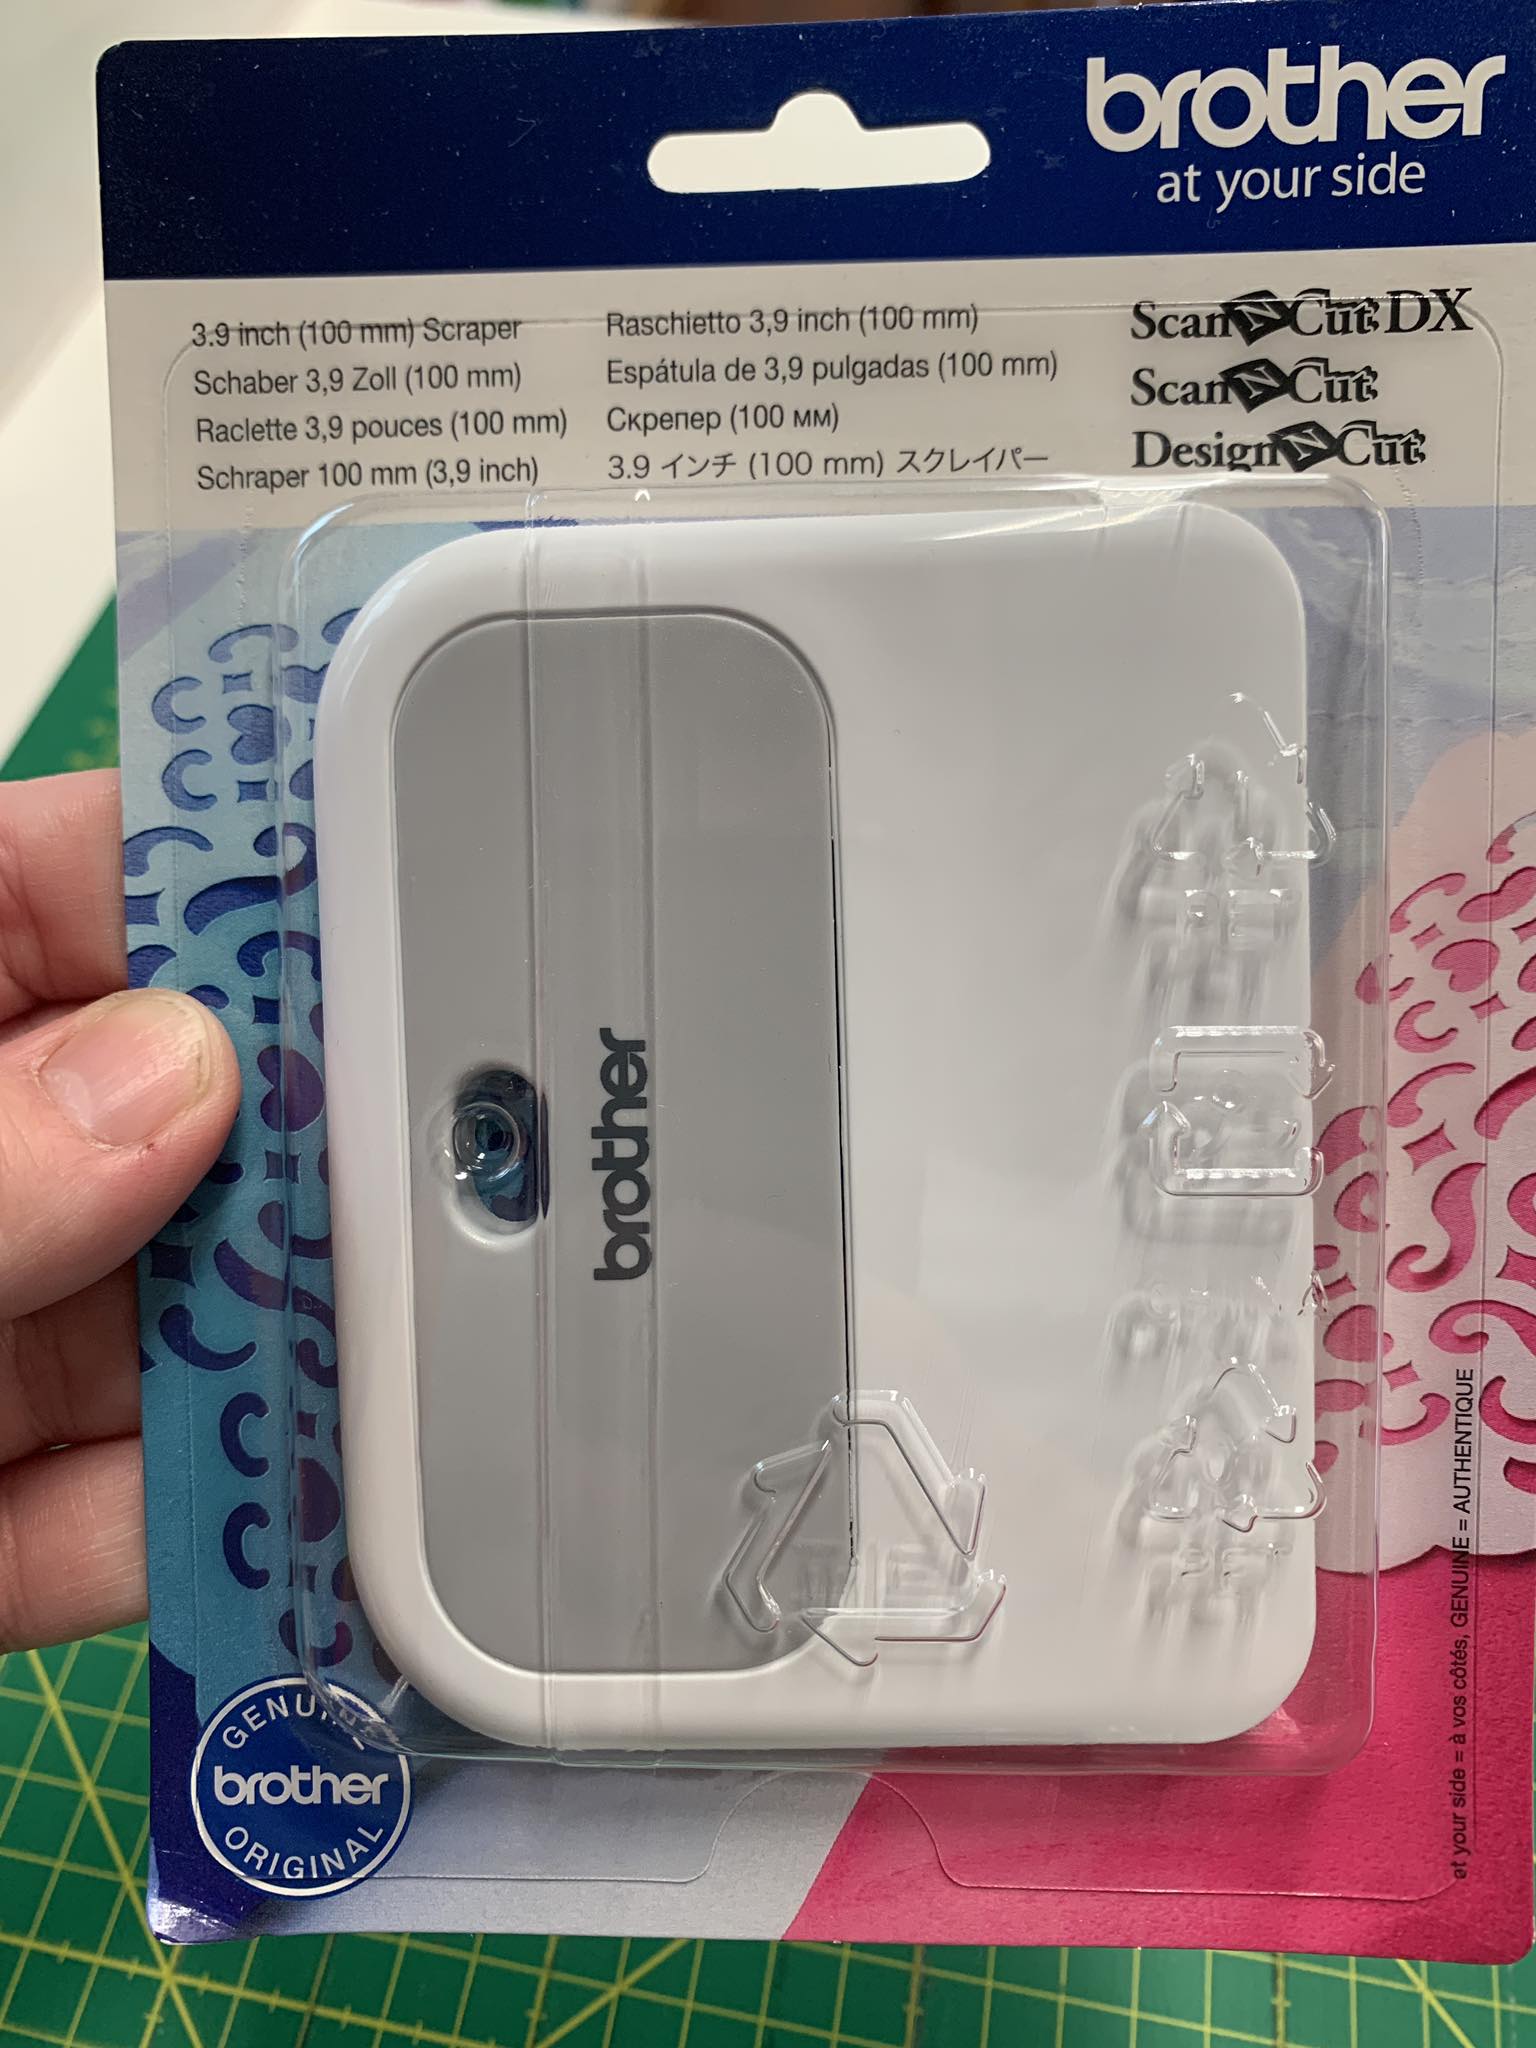 brother
at your side
3.9 inch (100 mm) Scraper
Schaber 3,9 Zoll (100 mm)
Raclette 3,9 pouces (100 mm)
Schraper 100 mm (3,9 inch)
Raschietto 3,9 inch (100 mm)
Espátula de 3,9 pulgadas (100 mm)
Скрепер (100 мм)
3.9 インチ (100 mm) スクレイパー
ScanNCut DX
ScanNCut
DesignNCut
brother
PET
GENUINE
brother
ORIGINAL
at your side = à vos côtés, GENUINE = AUTHENTIQUE